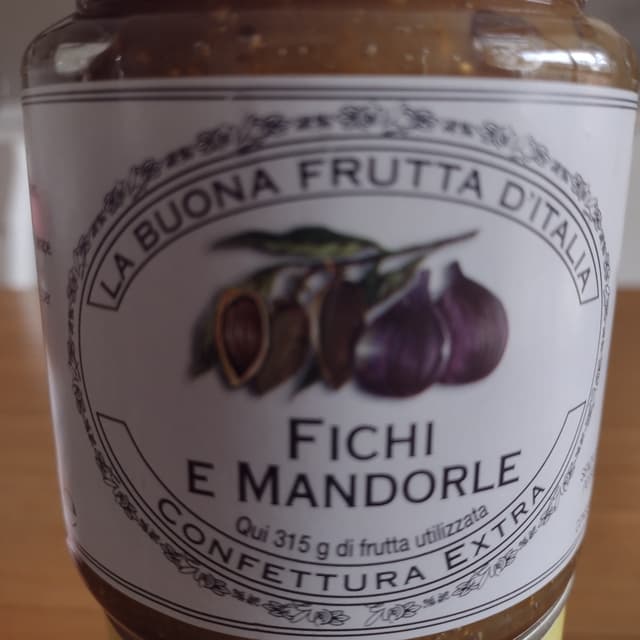 LA BUONA FRUTTA D'ITALIA
FICHI
E MANDORLE
Qui 315 g di frutta utilizzata
CONFETTURA EXTRA